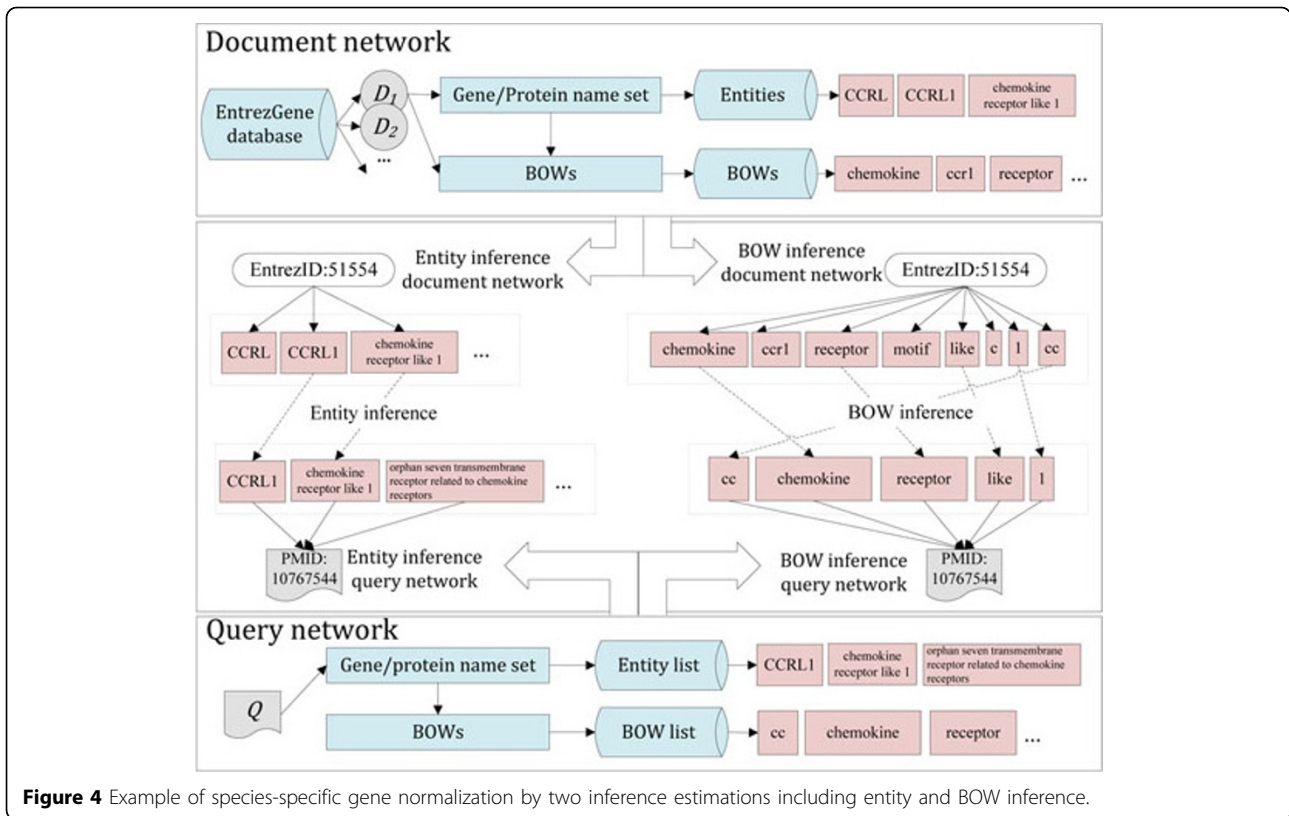 Document network
EntrezGene
database
D1
D2
...
Gene/Protein name set
Entities
CCRL
CCRL1
chemokine
receptor like 1
BOWs
BOWs
chemokine
ccr1
receptor
...
EntrezID:51554
Entity inference
document network
BOW inference
document network
EntrezID:51554
CCRL
CCRL1
chemokine
receptor like 1
...
chemokine
ccr1
receptor
motif
like
c
1
cc
Entity inference
BOW inference
CCRL1
chemokine
receptor like 1
orphan seven transmembrane
receptor related to chemokine
receptors
...
cc
chemokine
receptor
like
1
PMID:
10767544
Entity inference
query network
BOW inference
query network
PMID:
10767544
Query network
Q
Gene/protein name set
Entity list
CCRL1
chemokine
receptor like 1
orphan seven transmembrane
receptor related to chemokine
receptors
BOWs
BOW list
cc
chemokine
receptor
...
Figure 4 Example of species-specific gene normalization by two inference estimations including entity and BOW inference.